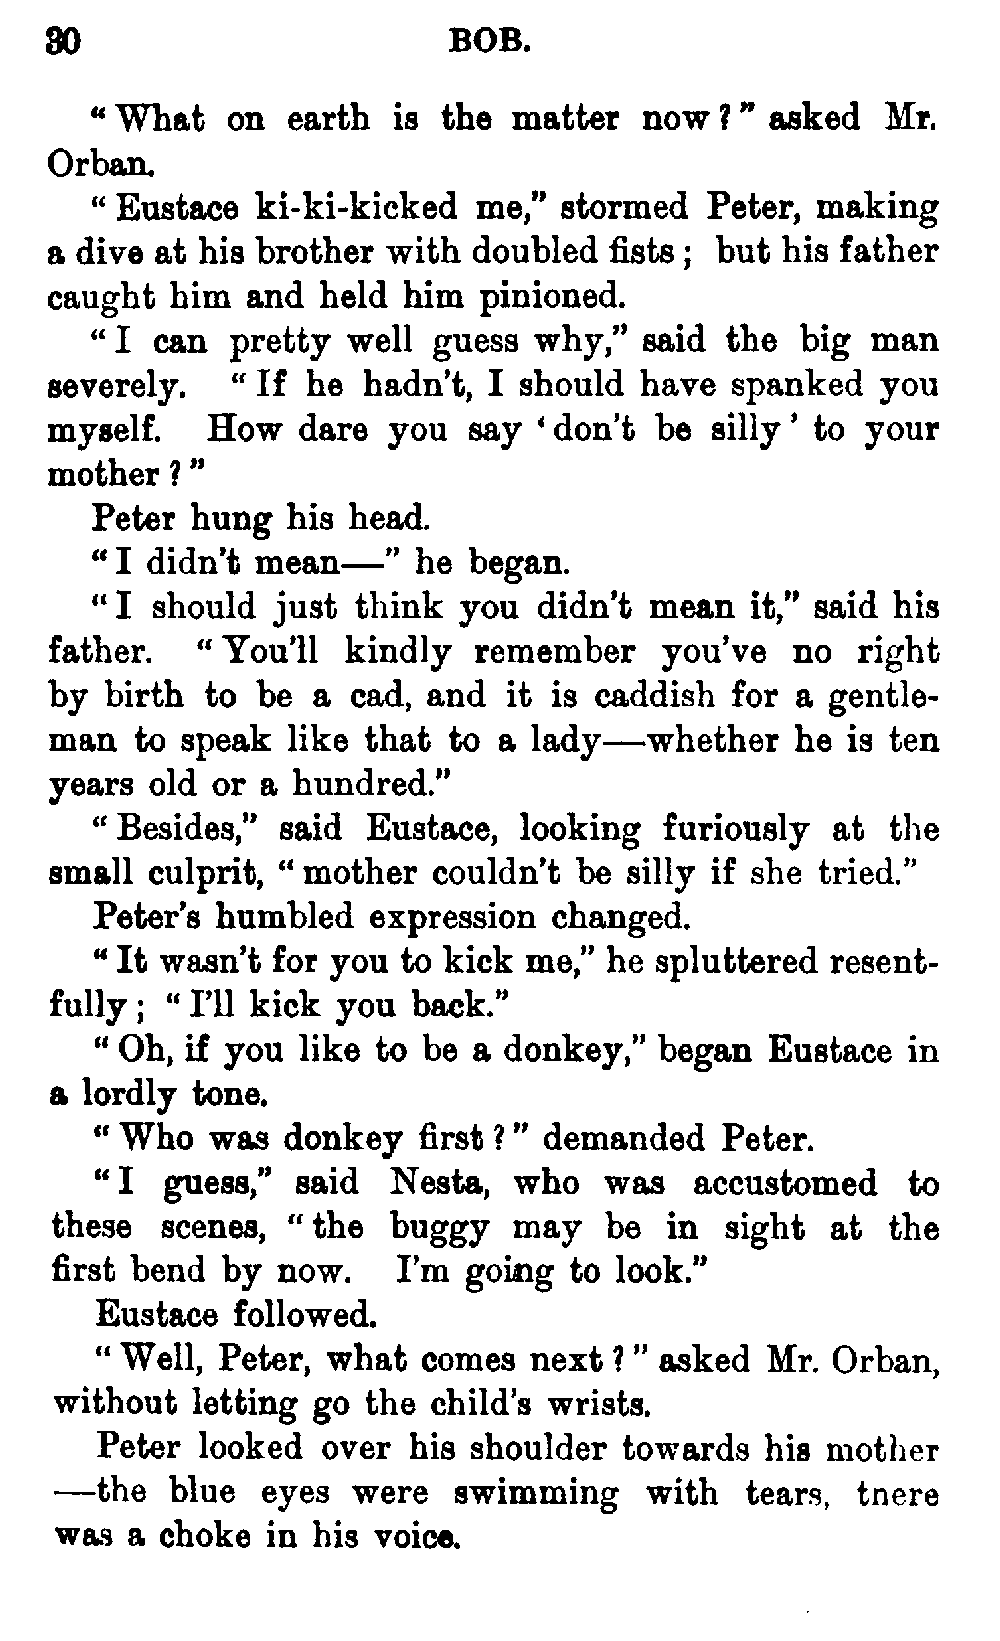 30 BOB.
“ What on earth is the matter now ? ” asked Mr.
Orban.
“ Eustace ki-ki-kicked me,” stormed Peter, making
a dive at his brother with doubled fists ; but his father
caught him and held him pinioned.
“ I can pretty well guess why,” said the big man
severely. “ If he hadn’t, I should have spanked you
myself. How dare you say ‘ don’t be silly ’ to your
mother ? ”
Peter hung his head.
“ I didn’t mean—” he began.
“ I should just think you didn’t mean it,” said his
father. “ You’ll kindly remember you’ve no right
by birth to be a cad, and it is caddish for a gentle-
man to speak like that to a lady—whether he is ten
years old or a hundred.”
“ Besides,” said Eustace, looking furiously at the
small culprit, “ mother couldn’t be silly if she tried.”
Peter’s humbled expression changed.
“ It wasn’t for you to kick me,” he spluttered resent-
fully ; “ I’ll kick you back.”
“ Oh, if you like to be a donkey,” began Eustace in
a lordly tone.
“ Who was donkey first ? ” demanded Peter.
“ I guess,” said Nesta, who was accustomed to
these scenes, “ the buggy may be in sight at the
first bend by now. I’m going to look.”
Eustace followed.
“ Well, Peter, what comes next ? ” asked Mr. Orban,
without letting go the child’s wrists.
Peter looked over his shoulder towards his mother
—the blue eyes were swimming with tears, there
was a choke in his voice.